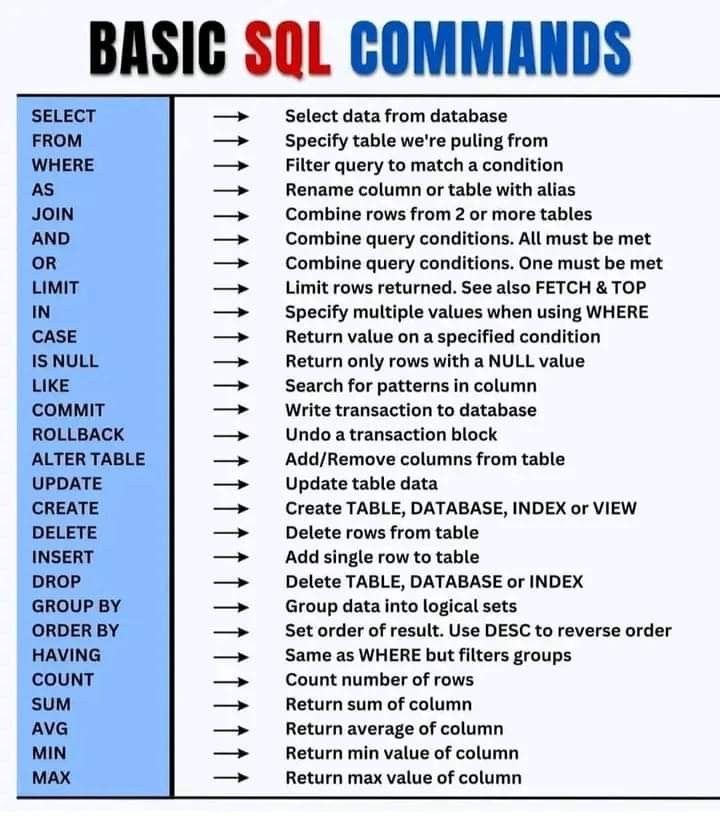 BASIC SQL COMMANDS
SELECT → Select data from database
FROM → Specify table we're puling from
WHERE → Filter query to match a condition
AS → Rename column or table with alias
JOIN → Combine rows from 2 or more tables
AND → Combine query conditions. All must be met
OR → Combine query conditions. One must be met
LIMIT → Limit rows returned. See also FETCH & TOP
IN → Specify multiple values when using WHERE
CASE → Return value on a specified condition
IS NULL → Return only rows with a NULL value
LIKE → Search for patterns in column
COMMIT → Write transaction to database
ROLLBACK → Undo a transaction block
ALTER TABLE → Add/Remove columns from table
UPDATE → Update table data
CREATE → Create TABLE, DATABASE, INDEX or VIEW
DELETE → Delete rows from table
INSERT → Add single row to table
DROP → Delete TABLE, DATABASE or INDEX
GROUP BY → Group data into logical sets
ORDER BY → Set order of result. Use DESC to reverse order
HAVING → Same as WHERE but filters groups
COUNT → Count number of rows
SUM → Return sum of column
AVG → Return average of column
MIN → Return min value of column
MAX → Return max value of column